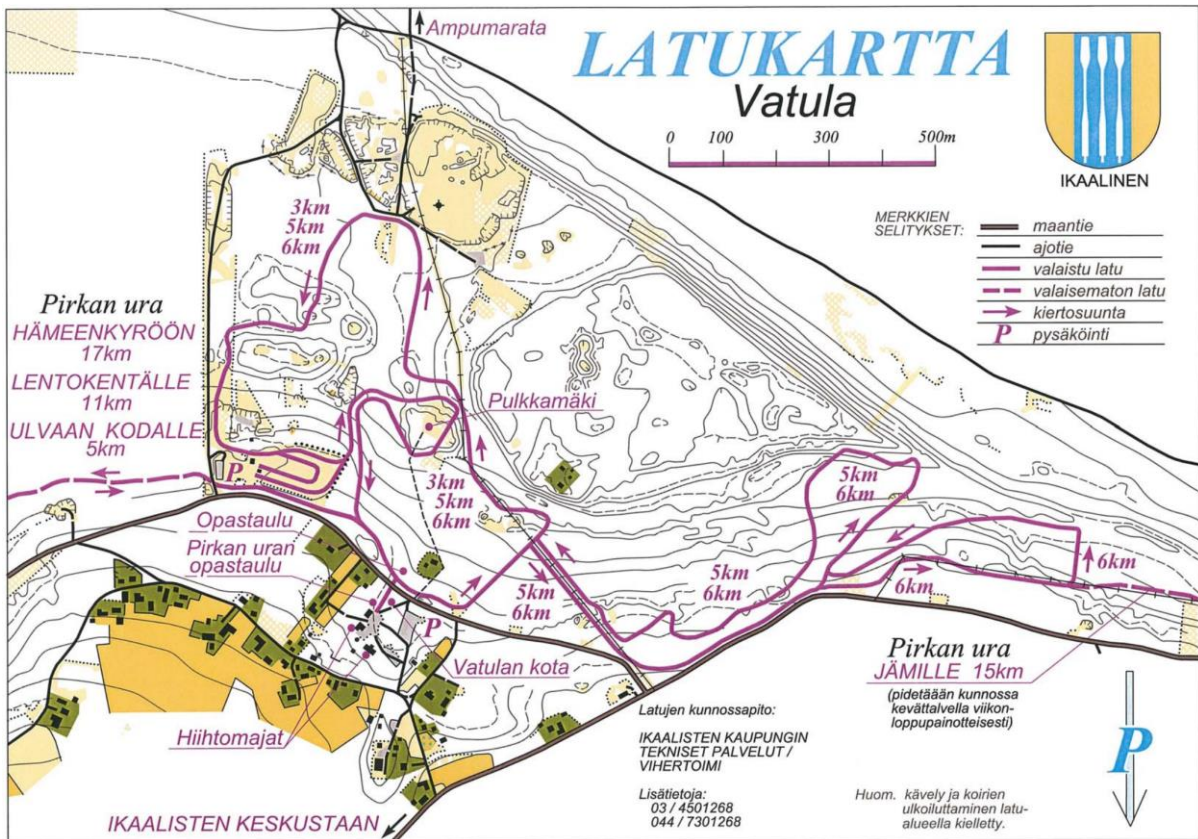 Ampumarata
LATUKARTTA
Vatula
0 100 300 500m
IKAALINEN
MERKKIEN
SELITYKSET:
maantie
ajotie
valaistu latu
valaisematon latu
kiertosuunta
P pysäköinti
3km
5km
6km
Pirkan ura
HÄMEENKYRÖÖN
17km
LENTOKENTÄLLE
11km
ULVAAN KODALLE
5km
P
Pulkkamäki
3km
5km
6km
5km
6km
Opastaulu
Pirkan uran
opastaulu
5km
6km
5km
6km
6km
6km
P
Vatulan kota
Hiihtomajat
IKAALISTEN KESKUSTAAN
Pirkan ura
JÄMILLE 15km
(pidetäään kunnossa
kevättalvella viikon-
loppupainotteisesti)
Latujen kunnossapito:
IKAALISTEN KAUPUNGIN
TEKNISET PALVELUT /
VIHERTOIMI
Lisätietoja:
03 / 4501268
044 / 7301268
Huom. kävely ja koirien
ulkoiluttaminen latu-
alueella kielletty.
P